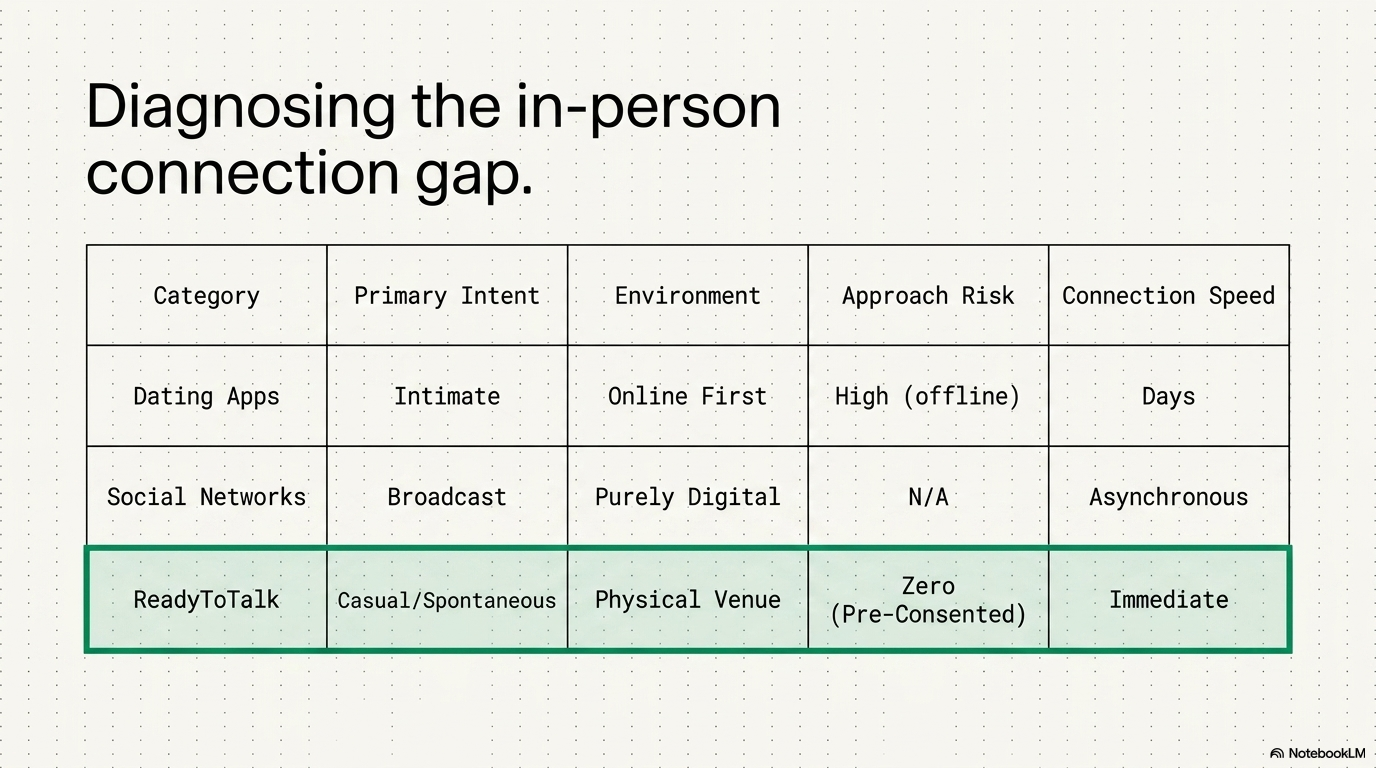 Diagnosing the in-person
connection gap.
Category Primary Intent Environment Approach Risk Connection Speed
Dating Apps Intimate Online First High (offline) Days
Social Networks Broadcast Purely Digital N/A Asynchronous
ReadyToTalk Casual/Spontaneous Physical Venue Zero
(Pre-Consented) Immediate
NotebookLM